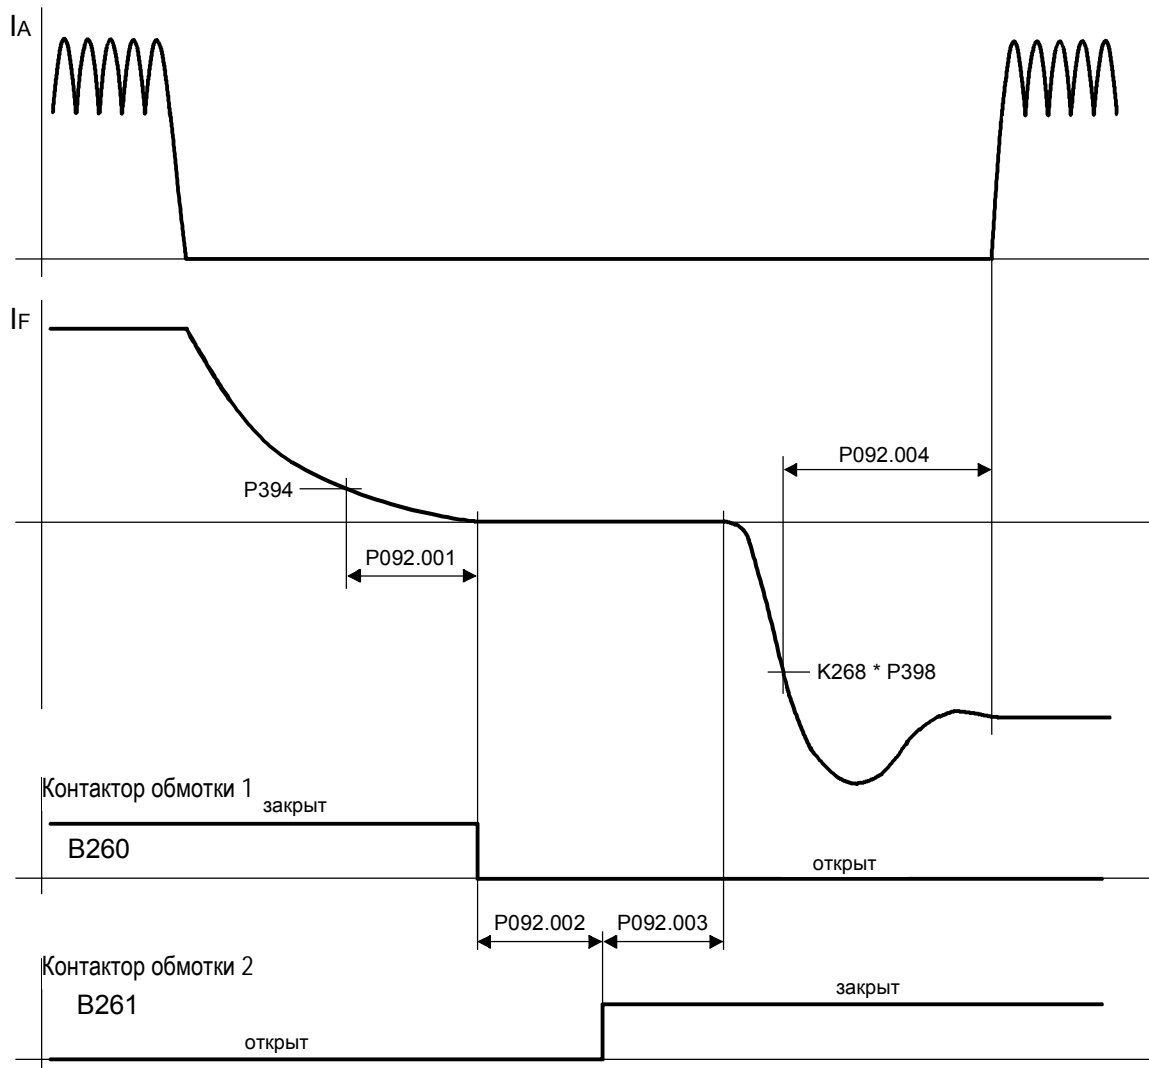 IA
IF
P092.004
P394
P092.001
K268 * P398
Контактор обмотки 1
закрыт
B260
открыт
P092.002
P092.003
Контактор обмотки 2
закрыт
B261
открыт